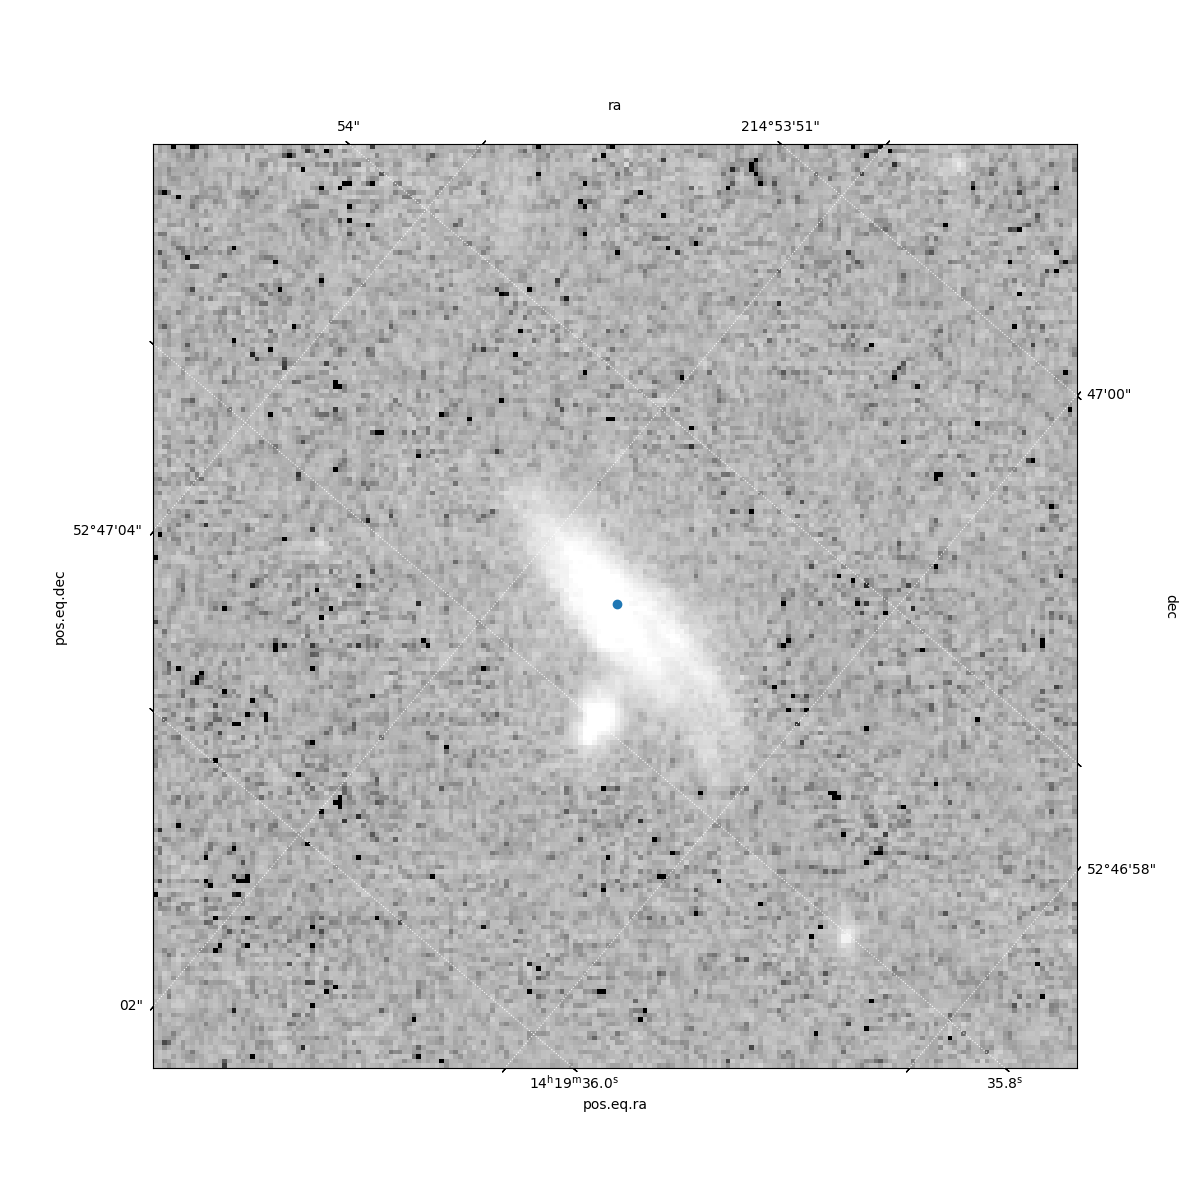 ra
54" 214°53'51"
47'00"
52°47'04"
pos.eq.dec
dec
52°46'58"
02"
14ʰ19ᵐ36.0ˢ 35.8ˢ
pos.eq.ra